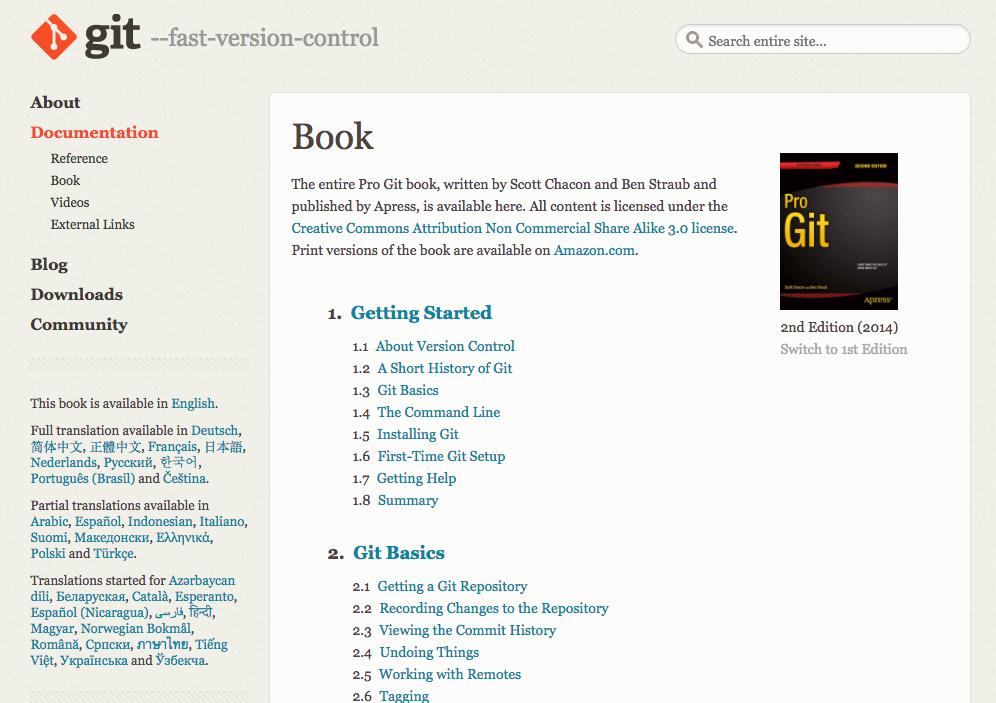 git --fast-version-control
Search entire site...
About
Documentation
Reference
Book
Videos
External Links
Blog
Downloads
Community
This book is available in English.
Full translation available in Deutsch,
简体中文, 正體中文, Français, 日本語,
Nederlands, Русский, 한국어,
Português (Brasil) and Čeština.
Partial translations available in
Arabic, Español, Indonesian, Italiano,
Suomi, Македонски, Ελληνικά,
Polski and Türkçe.
Translations started for Azərbaycan
dili, Беларуская, Català, Esperanto,
Español (Nicaragua), فارسی, हिन्दी,
Magyar, Norwegian Bokmål,
Română, Српски, ภาษาไทย, Tiếng
Việt, Українська and Ўзбекча.
Book
The entire Pro Git book, written by Scott Chacon and Ben Straub and
published by Apress, is available here. All content is licensed under the
Creative Commons Attribution Non Commercial Share Alike 3.0 license.
Print versions of the book are available on Amazon.com.
1. Getting Started
1.1 About Version Control
1.2 A Short History of Git
1.3 Git Basics
1.4 The Command Line
1.5 Installing Git
1.6 First-Time Git Setup
1.7 Getting Help
1.8 Summary
2. Git Basics
2.1 Getting a Git Repository
2.2 Recording Changes to the Repository
2.3 Viewing the Commit History
2.4 Undoing Things
2.5 Working with Remotes
2.6 Tagging
SECOND EDITION
Pro
Git
Scott Chacon and Ben Straub
Apress
2nd Edition (2014)
Switch to 1st Edition